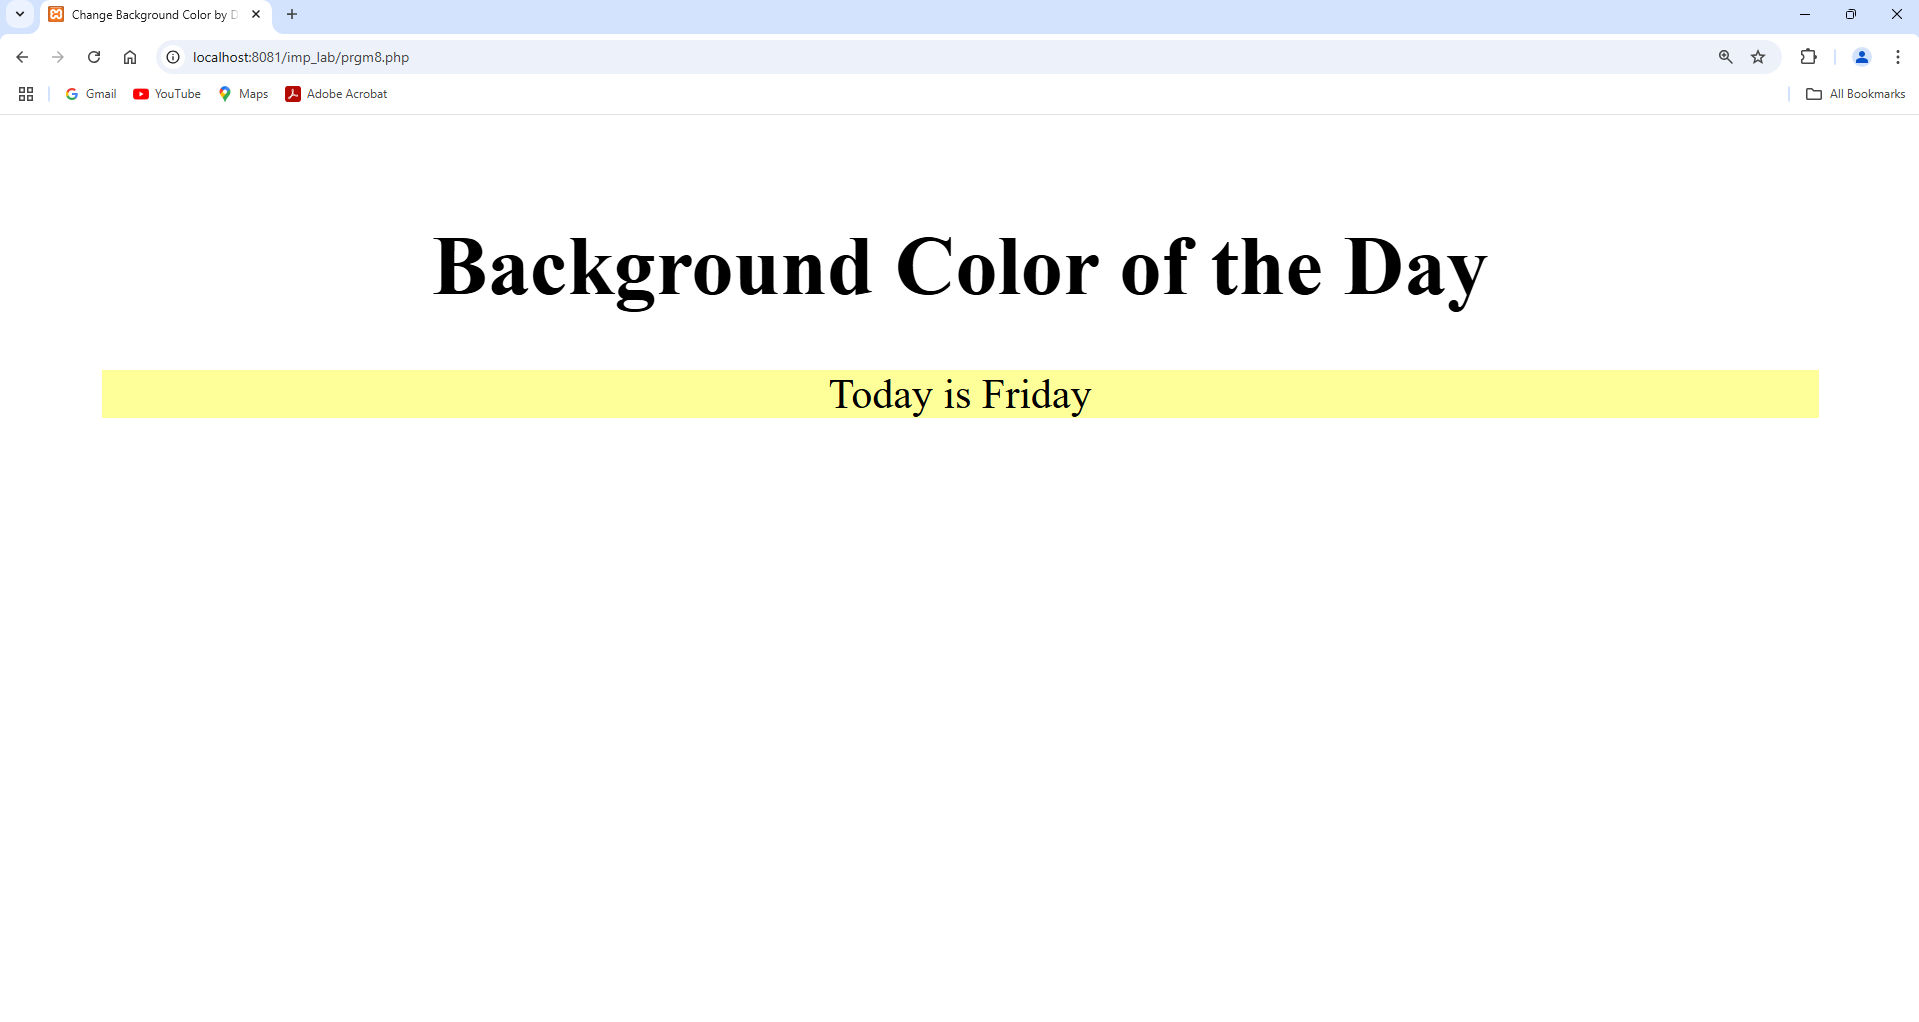 Change Background Color by D
localhost:8081/imp_lab/prgm8.php
Gmail YouTube Maps Adobe Acrobat All Bookmarks
Background Color of the Day
Today is Friday